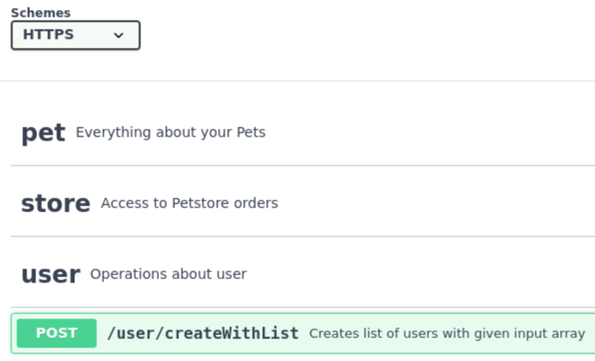 Schemes
HTTPS
pet Everything about your Pets
store Access to Petstore orders
user Operations about user
POST /user/createWithList Creates list of users with given input array